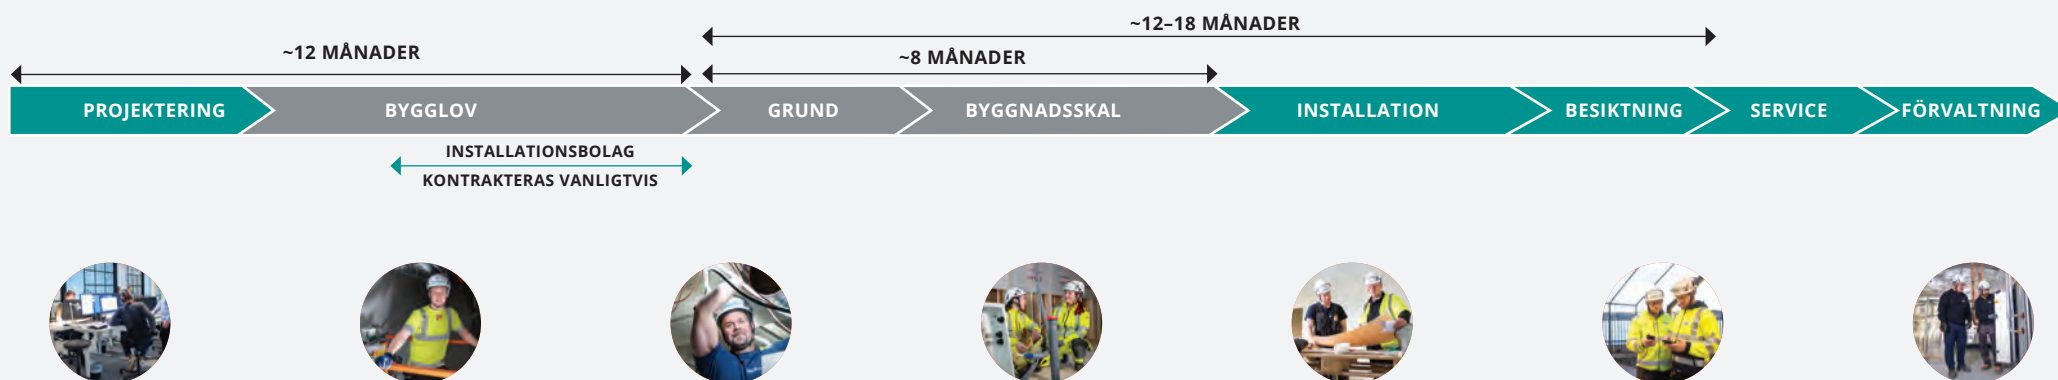 ~12–18 MÅNADER
~12 MÅNADER
~8 MÅNADER
PROJEKTERING
BYGGLOV
GRUND
BYGGNADSSKAL
INSTALLATION
BESIKTNING
SERVICE
FÖRVALTNING
INSTALLATIONSBOLAG
KONTRAKTERAS VANLIGTVIS